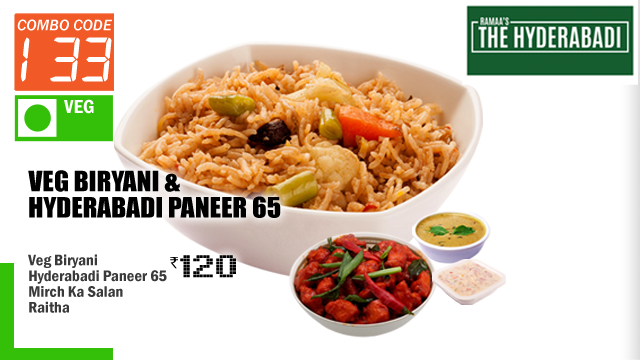 COMBO CODE
133
VEG
RAMAA'S
THE HYDERABADI
VEG BIRYANI &
HYDERABADI PANEER 65
Veg Biryani
Hyderabadi Paneer 65
Mirch Ka Salan
Raitha
₹120